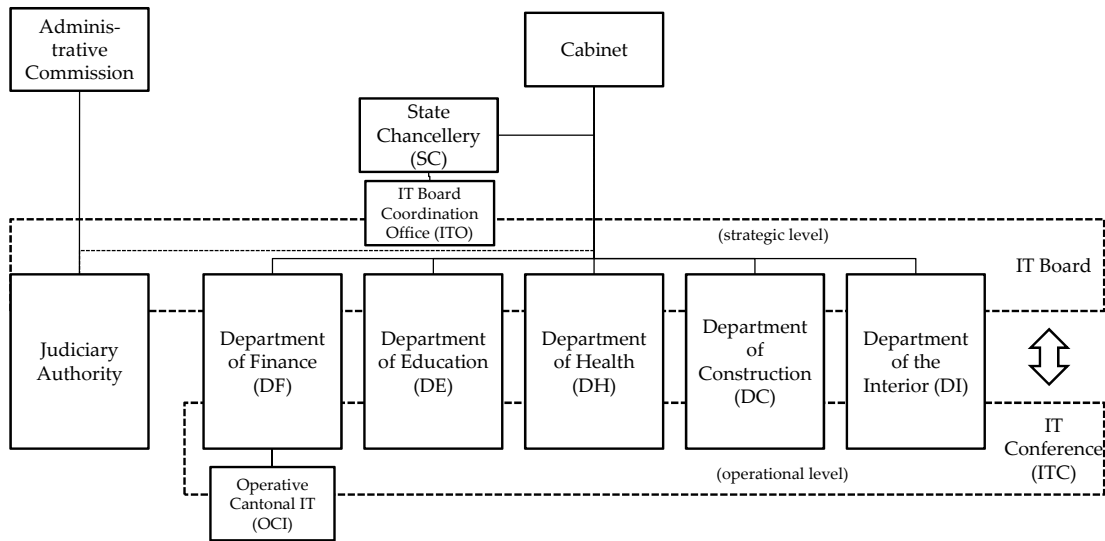 Adminis-
trative
Commission
Cabinet
State
Chancellery
(SC)
IT Board
Coordination
Office (ITO)
(strategic level)
IT Board
Judiciary
Authority
Department
of Finance
(DF)
Department
of Education
(DE)
Department
of Health
(DH)
Department
of
Construction
(DC)
Department
of the
Interior (DI)
IT
Conference
(ITC)
(operational level)
Operative
Cantonal IT
(OCI)